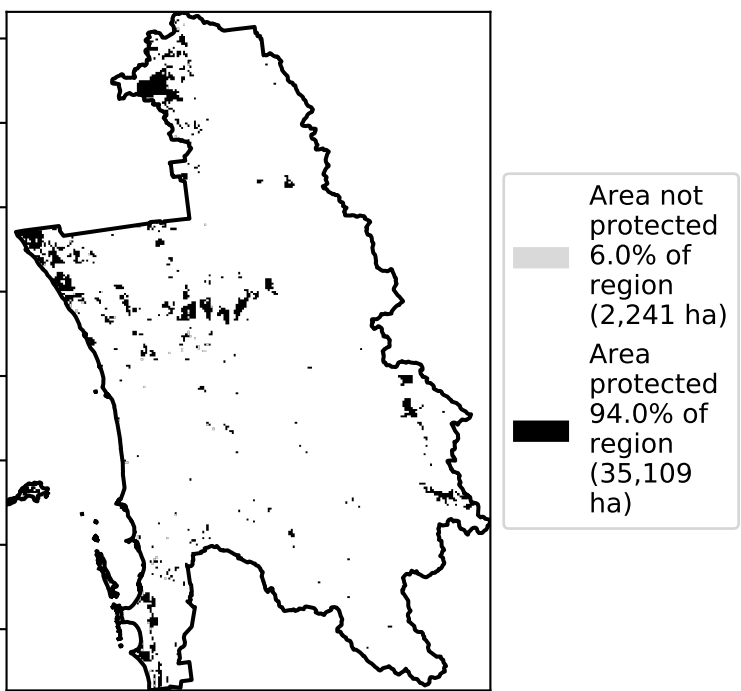 Area not
protected
6.0% of
region
(2,241 ha)
Area
protected
94.0% of
region
(35,109
ha)